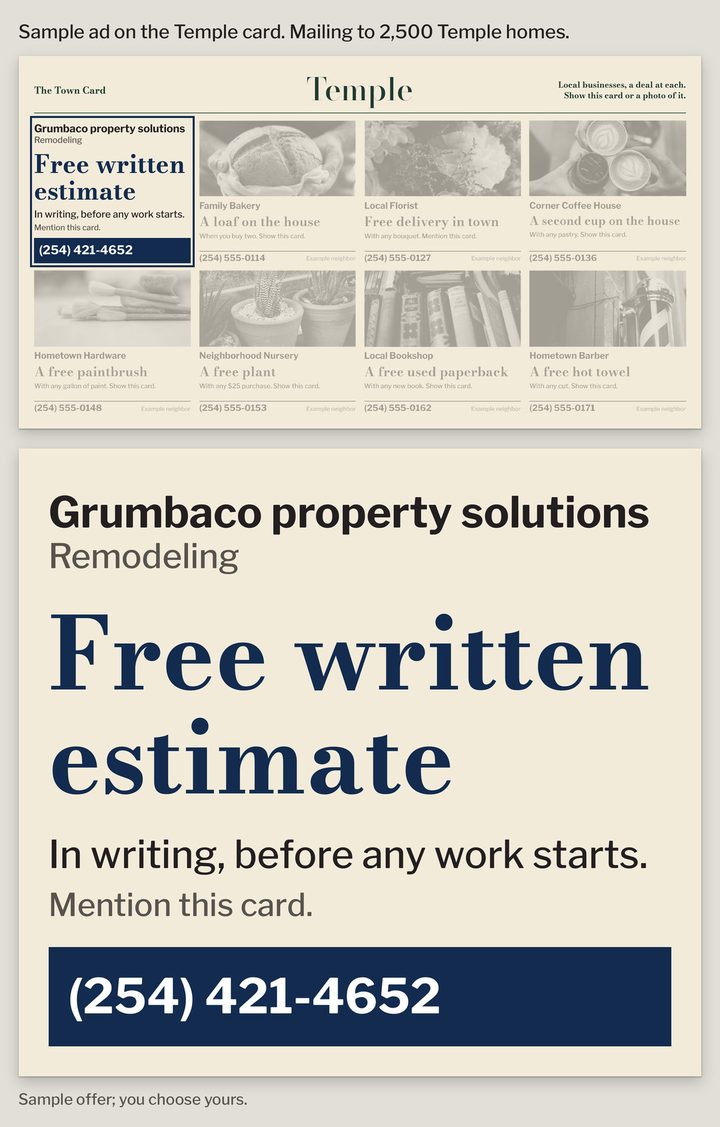 Sample ad on the Temple card. Mailing to 2,500 Temple homes.
The Town Card
Temple
Local businesses, a deal at each.
Show this card or a photo of it.
Grumbaco property solutions
Remodeling
Free written
estimate
In writing, before any work starts.
Mention this card.
(254) 421-4652
Family Bakery
A loaf on the house
When you buy two. Show this card.
(254) 555-0114
Example neighbor
Local Florist
Free delivery in town
With any bouquet. Mention this card.
(254) 555-0127
Example neighbor
Corner Coffee House
A second cup on the house
With any pastry. Show this card.
(254) 555-0136
Example neighbor
Hometown Hardware
A free paintbrush
With any gallon of paint. Show this card.
(254) 555-0148
Example neighbor
Neighborhood Nursery
A free plant
With any $25 purchase. Show this card.
(254) 555-0153
Example neighbor
Local Bookshop
A free used paperback
With any new book. Show this card.
(254) 555-0162
Example neighbor
Hometown Barber
A free hot towel
With any cut. Show this card.
(254) 555-0171
Example neighbor
Grumbaco property solutions
Remodeling
Free written
estimate
In writing, before any work starts.
Mention this card.
(254) 421-4652
Sample offer; you choose yours.